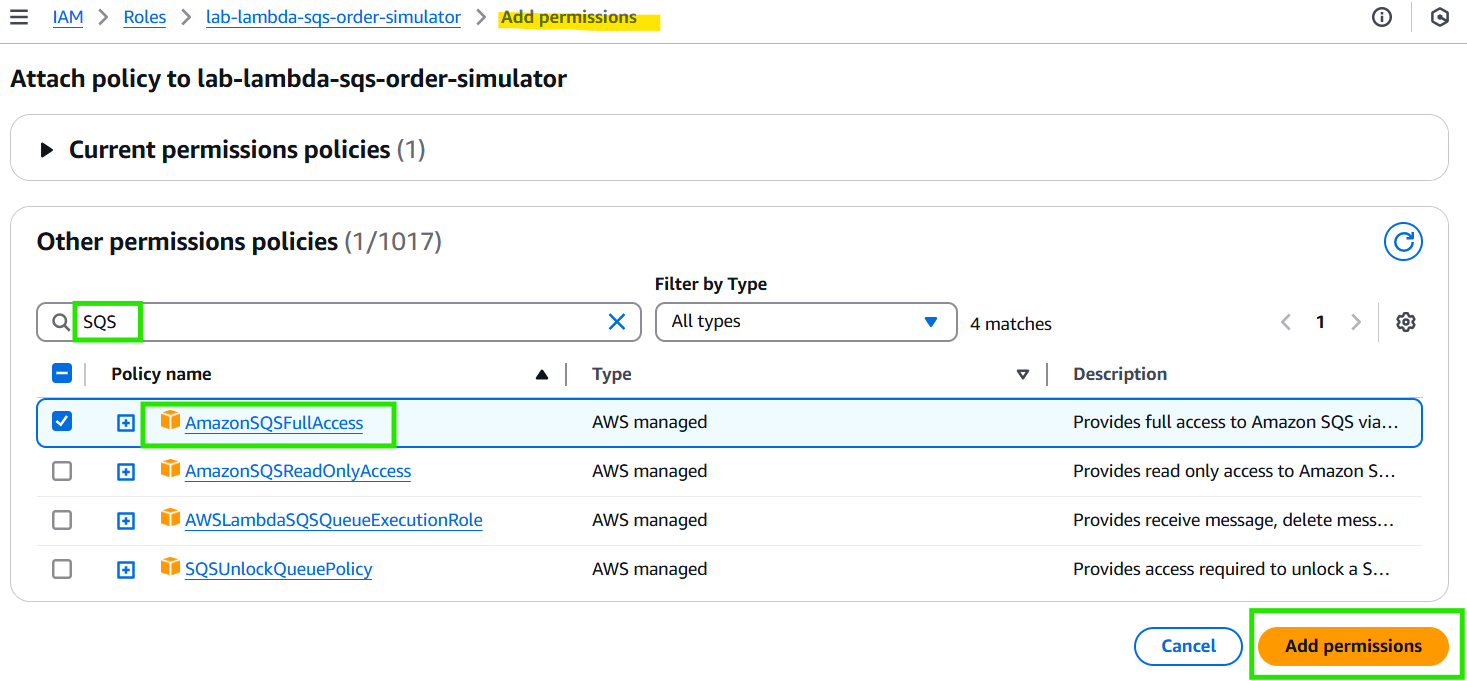 IAM > Roles > lab-lambda-sqs-order-simulator > Add permissions
Attach policy to lab-lambda-sqs-order-simulator
Current permissions policies (1)
Other permissions policies (1/1017)
Filter by Type
SQS
All types
4 matches
1
Policy name
Type
Description
AmazonSQSFullAccess
AWS managed
Provides full access to Amazon SQS via...
AmazonSQSReadOnlyAccess
AWS managed
Provides read only access to Amazon S...
AWSLambdaSQSQueueExecutionRole
AWS managed
Provides receive message, delete mess...
SQSUnlockQueuePolicy
AWS managed
Provides access required to unlock a S...
Cancel
Add permissions